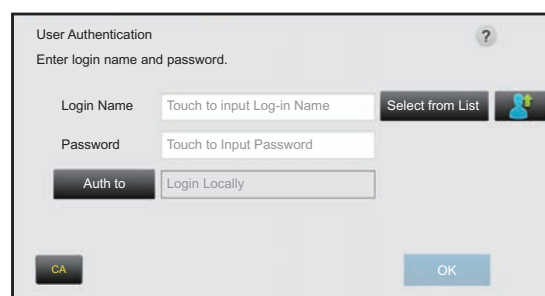 User Authentication
?
Enter login name and password.
Login Name
Touch to input Log-in Name
Select from List
Password
Touch to Input Password
Auth to
Login Locally
CA
OK